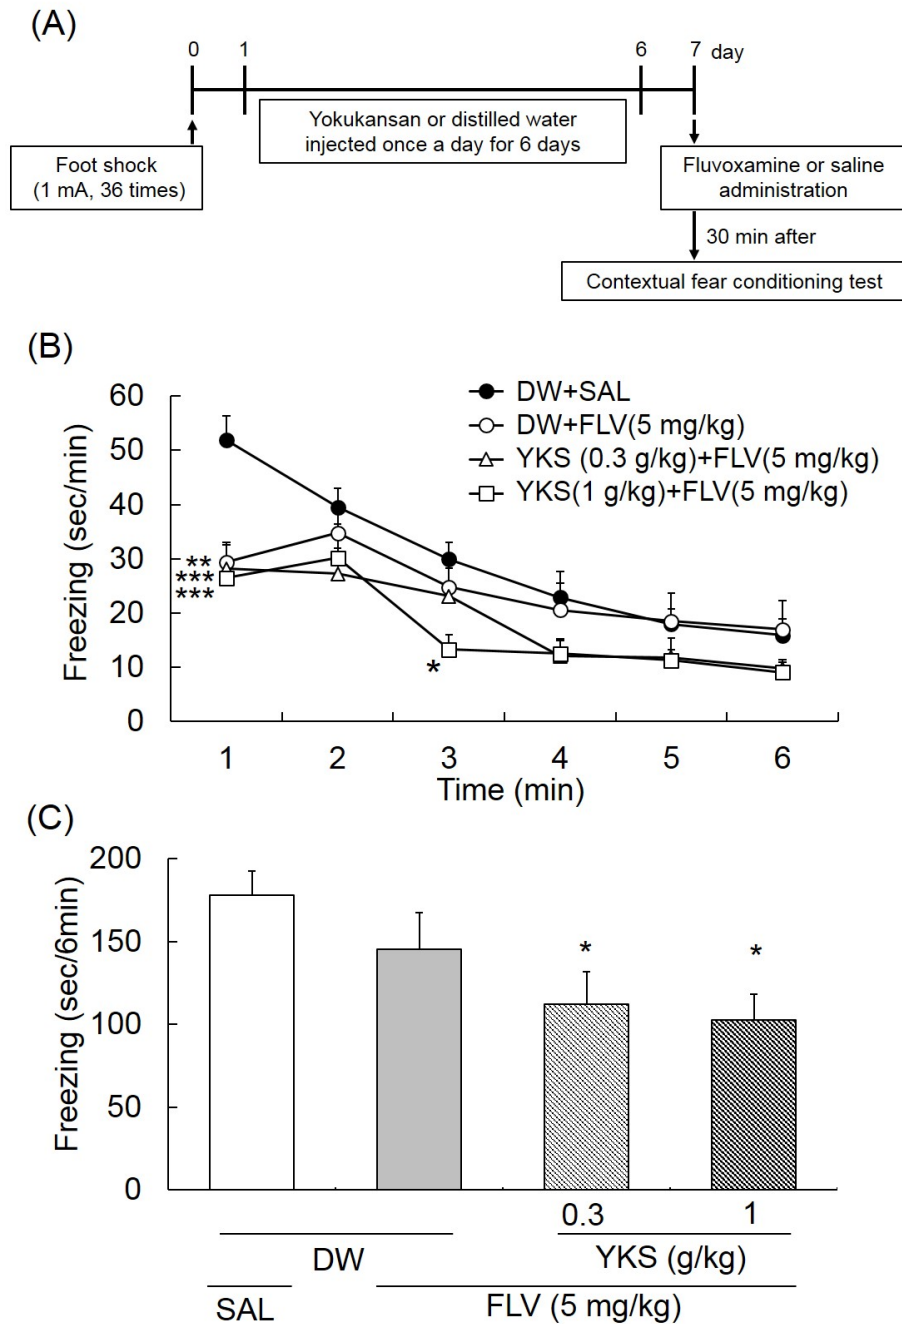 (A)
0 1 6 7 day
Yokukansan or distilled water
injected once a day for 6 days
Foot shock
(1 mA, 36 times)
Fluvoxamine or saline
administration
30 min after
Contextual fear conditioning test
(B)
Freezing (sec/min)
60
50
40
30
20
10
0
DW+SAL
DW+FLV(5 mg/kg)
YKS (0.3 g/kg)+FLV(5 mg/kg)
YKS(1 g/kg)+FLV(5 mg/kg)
**
***
***
*
1 2 3 4 5 6
Time (min)
(C)
Freezing (sec/6min)
200
150
100
50
0
* *
0.3 1
DW YKS (g/kg)
SAL FLV (5 mg/kg)